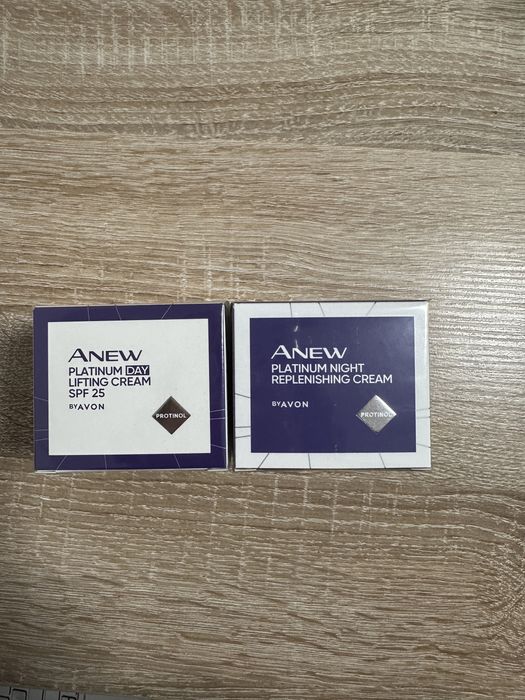 ANEW
PLATINUM DAY
LIFTING CREAM
SPF 25
BY AVON
PROTINOL
ANEW
PLATINUM NIGHT
REPLENISHING CREAM
BY AVON
PROTINOL